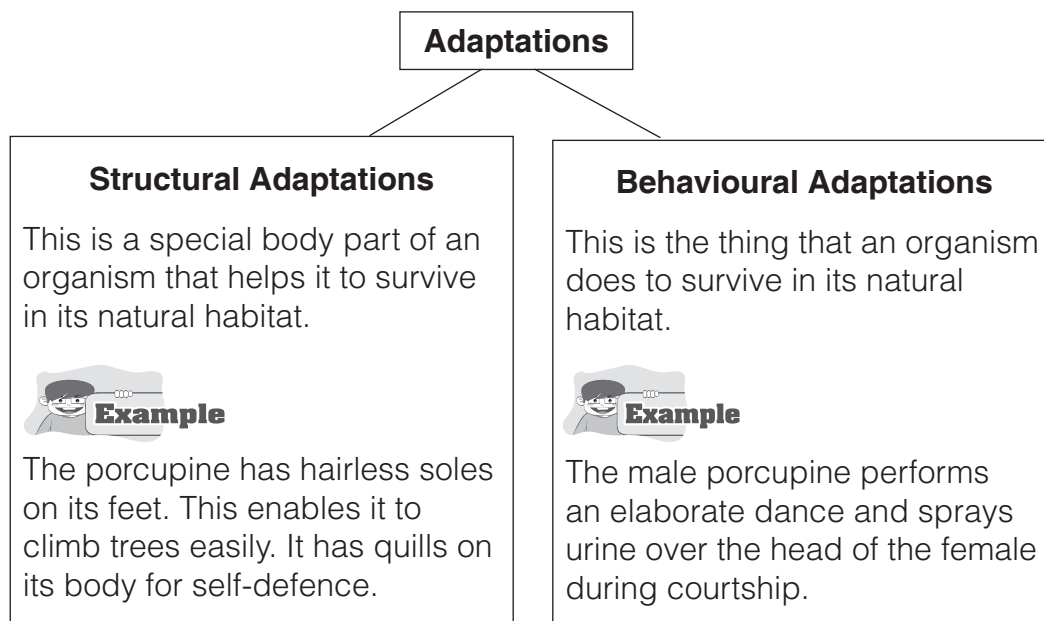 Adaptations
Structural Adaptations
This is a special body part of an
organism that helps it to survive
in its natural habitat.
Example
The porcupine has hairless soles
on its feet. This enables it to
climb trees easily. It has quills on
its body for self-defence.
Behavioural Adaptations
This is the thing that an organism
does to survive in its natural
habitat.
Example
The male porcupine performs
an elaborate dance and sprays
urine over the head of the female
during courtship.